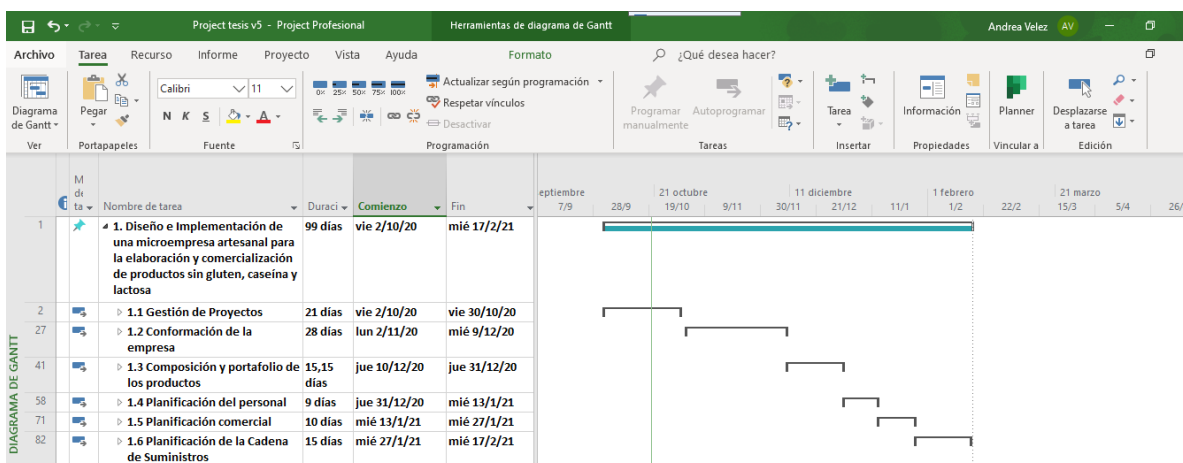 Project tesis v5 - Project Profesional
Herramientas de diagrama de Gantt
Andrea Velez AV
Archivo Tarea Recurso Informe Proyecto Vista Ayuda Formato ¿Qué desea hacer?
Diagrama
de Gantt
Ver
Pegar
Portapapeles
Calibri 11
N K S A
Fuente
0× 25× 50× 75× 100×
Actualizar según programación
Respetar vínculos
Desactivar
Programación
Programar
manualmente
Autoprogramar
Tareas
Tarea
Insertar
Información
Propiedades
Planner
Vincular a
Desplazarse
a tarea
Edición
M
de
ta
Nombre de tarea Duraci Comienzo Fin
eptiembre 21 octubre 11 diciembre 1 febrero 21 marzo
7/9 28/9 19/10 9/11 30/11 21/12 11/1 1/2 22/2 15/3 5/4 26/
DIAGRAMA DE GANTT
1 1. Diseño e Implementación de 99 días vie 2/10/20 mié 17/2/21
una microempresa artesanal para
la elaboración y comercialización
de productos sin gluten, caseína y
lactosa
2 1.1 Gestión de Proyectos 21 días vie 2/10/20 vie 30/10/20
27 1.2 Conformación de la 28 días lun 2/11/20 mié 9/12/20
empresa
41 1.3 Composición y portafolio de 15,15 jue 10/12/20 jue 31/12/20
los productos días
58 1.4 Planificación del personal 9 días jue 31/12/20 mié 13/1/21
71 1.5 Planificación comercial 10 días mié 13/1/21 mié 27/1/21
82 1.6 Planificación de la Cadena 15 días mié 27/1/21 mié 17/2/21
de Suministros